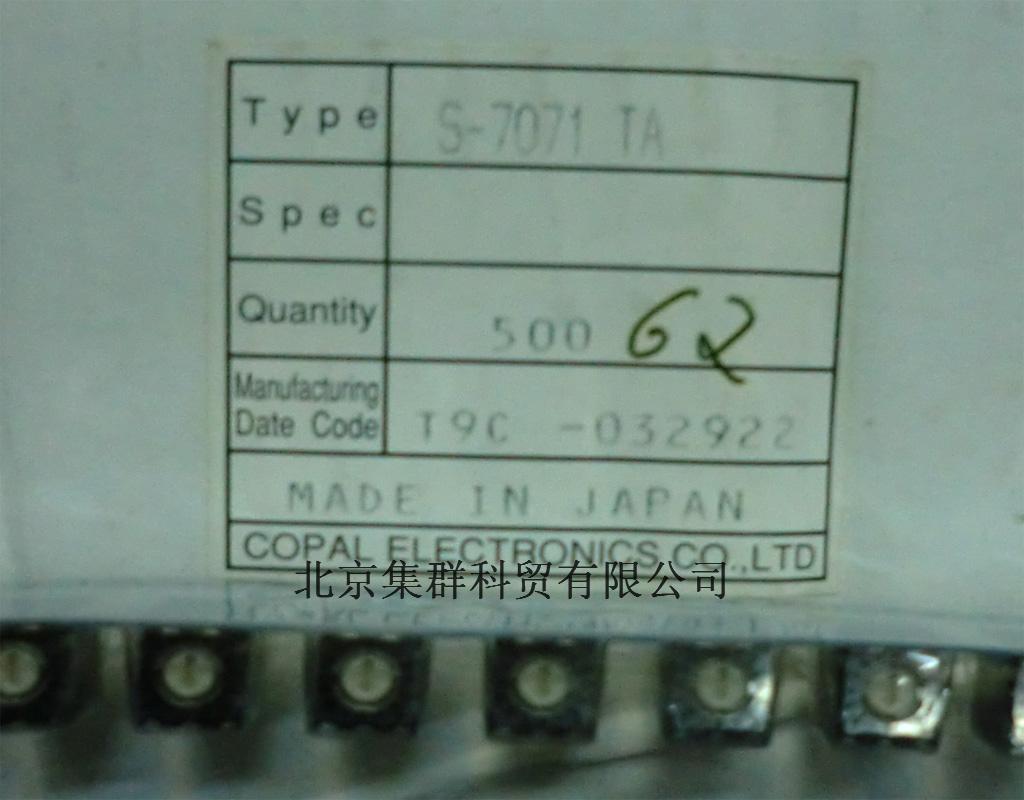 Type S-7071 TA
Spec
Quantity 500 62
Manufacturing
Date Code T9C -032922
MADE IN JAPAN
COPAL ELECTRONICS CO.,LTD
北京集群科贸有限公司